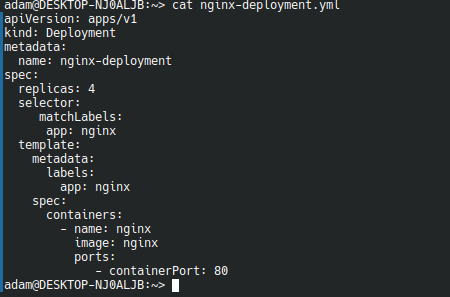 adam@DESKTOP-NJ0ALJB:~> cat nginx-deployment.yml
apiVersion: apps/v1
kind: Deployment
metadata:
  name: nginx-deployment
spec:
  replicas: 4
  selector:
     matchLabels:
      app: nginx
  template:
    metadata:
      labels:
        app: nginx
    spec:
      containers:
        - name: nginx
          image: nginx
          ports:
             - containerPort: 80
adam@DESKTOP-NJ0ALJB:~>